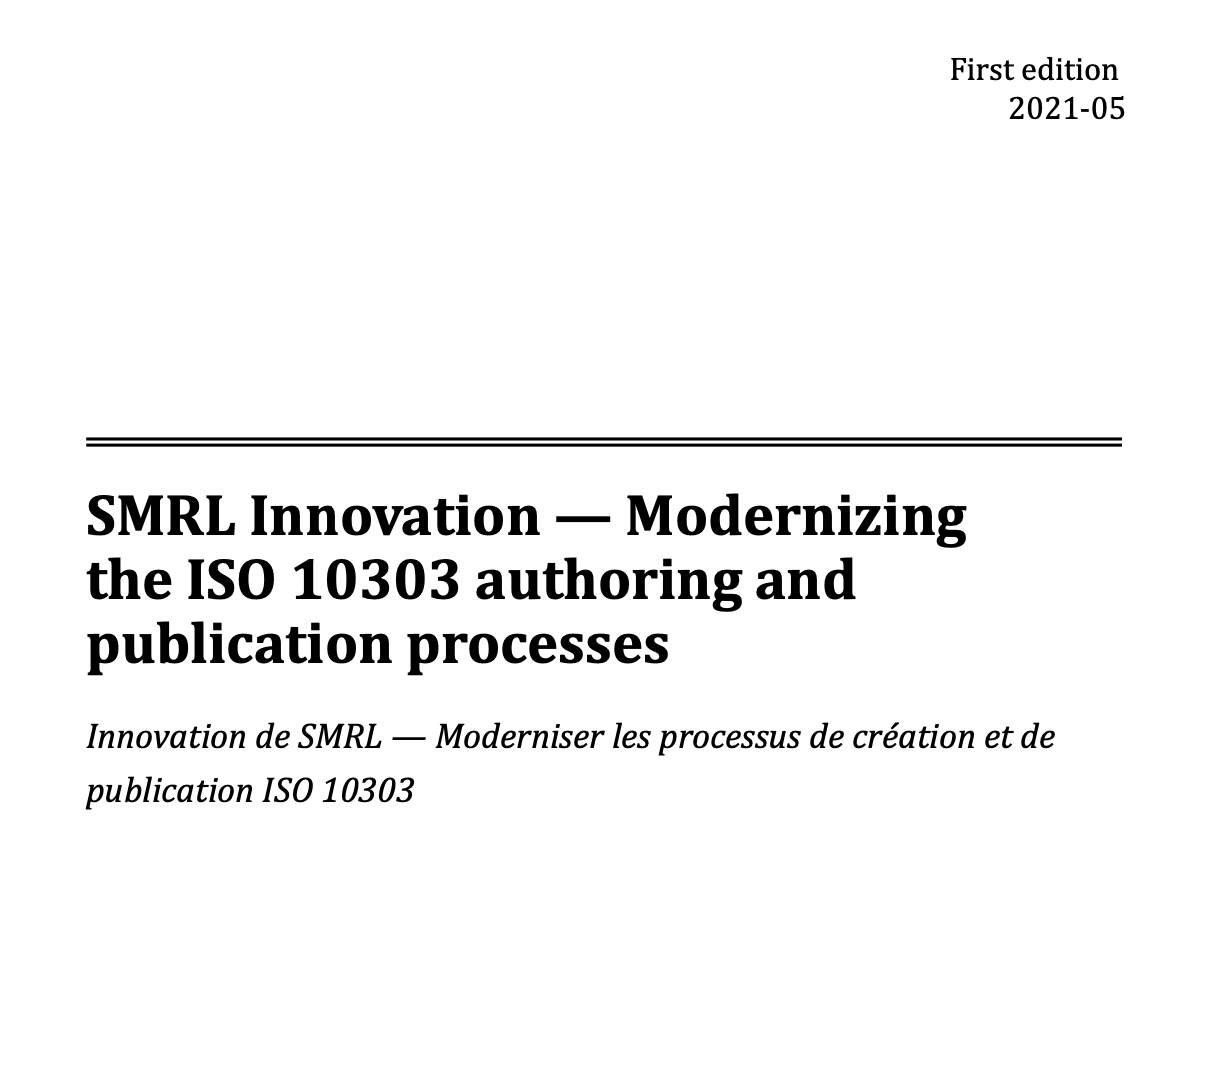 First edition
2021-05
SMRL Innovation — Modernizing
the ISO 10303 authoring and
publication processes
Innovation de SMRL — Moderniser les processus de création et de
publication ISO 10303